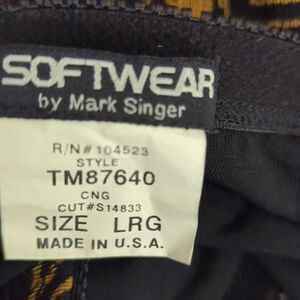 SOFTWEAR
by Mark Singer
R/N# 104523
STYLE
TM87640
CNG
CUT#S14833
SIZE LRG
MADE IN U.S.A.